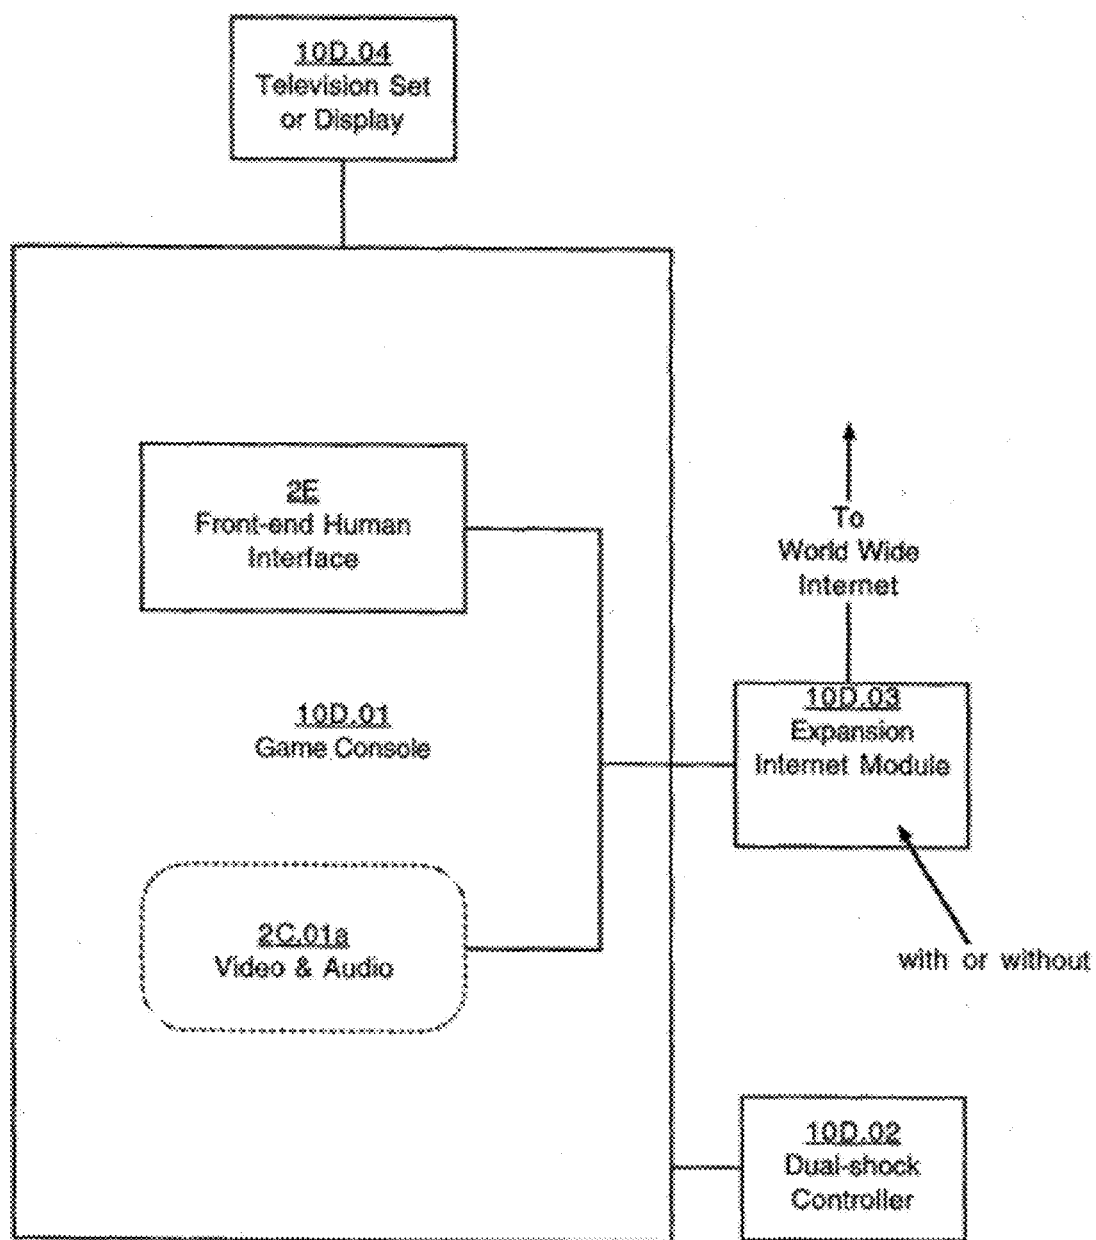 10D.04
Television Set
or Display
2E
Front-end Human
Interface
To
World Wide
Internet
10D.01
Game Console
10D.03
Expansion
Internet Module
2C.01a
Video & Audio
with or without
10D.02
Dual-shock
Controller